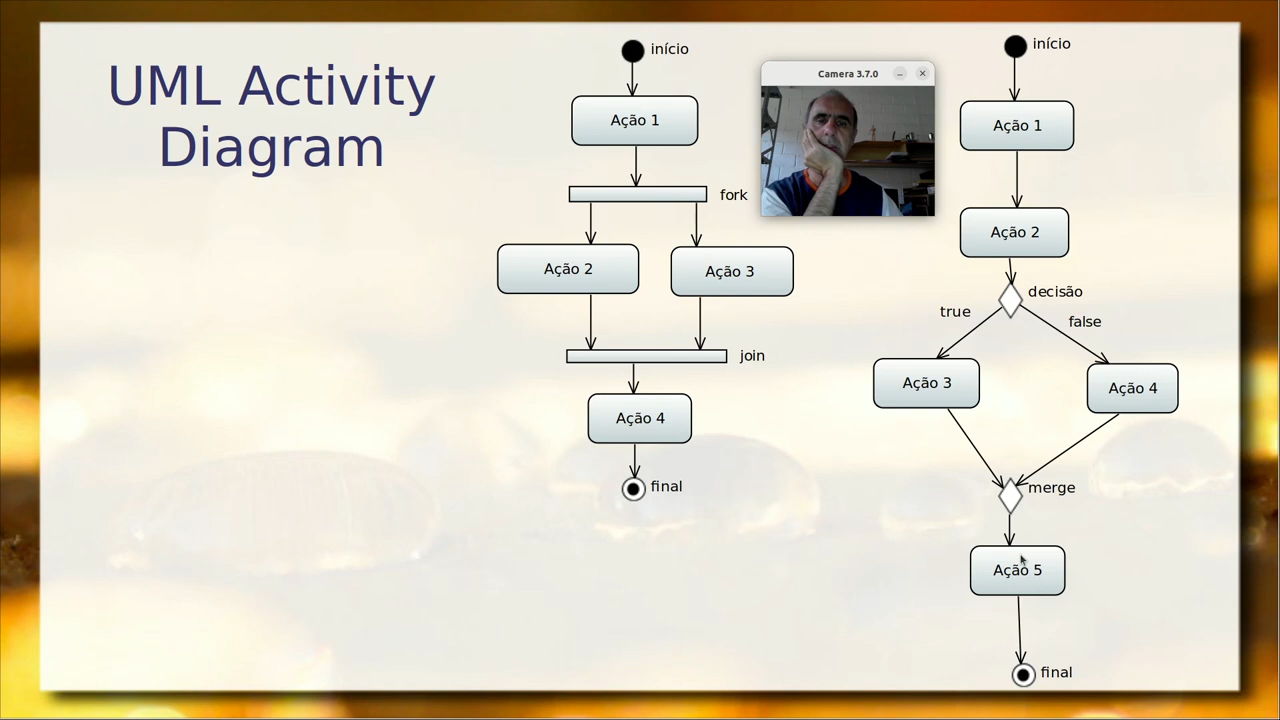 UML Activity
Diagram
início
Ação 1
fork
Ação 2
Ação 3
join
Ação 4
final
Camera 3.7.0
início
Ação 1
Ação 2
decisão
true
false
Ação 3
Ação 4
merge
Ação 5
final